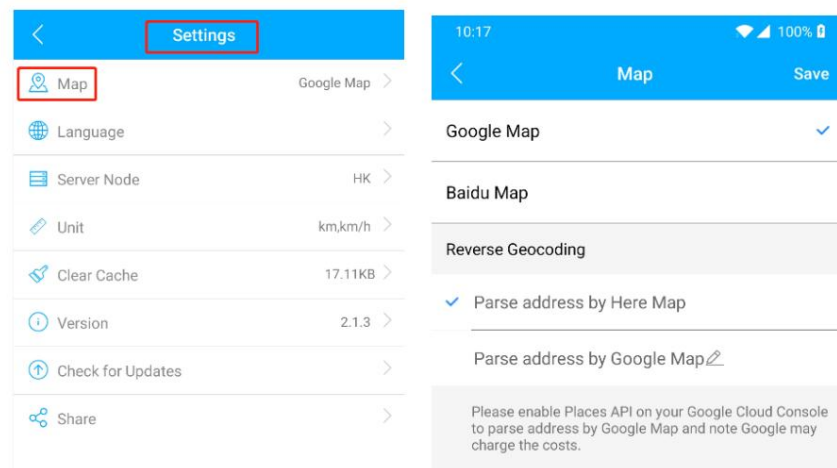 Settings
Map Google Map
Language
Server Node HK
Unit km,km/h
Clear Cache 17.11KB
Version 2.1.3
Check for Updates
Share
10:17 100%
Map Save
Google Map
Baidu Map
Reverse Geocoding
Parse address by Here Map
Parse address by Google Map
Please enable Places API on your Google Cloud Console
to parse address by Google Map and note Google may
charge the costs.